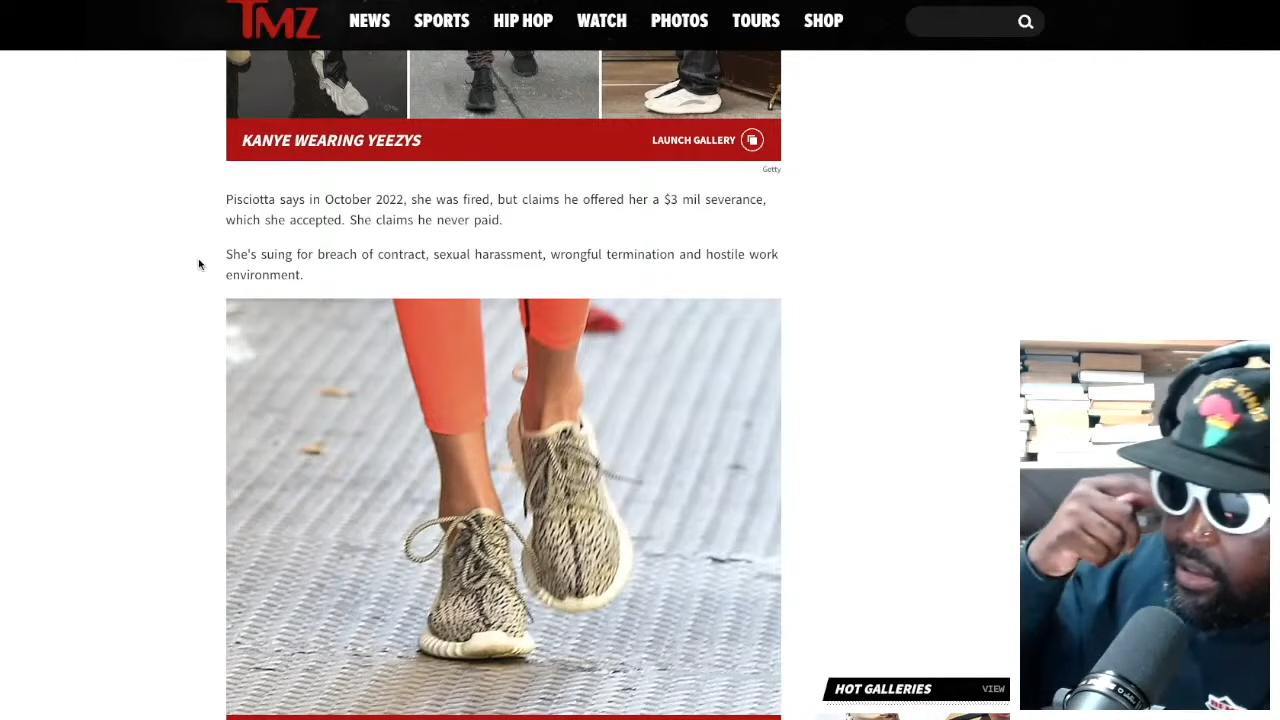 TMZ
NEWS SPORTS HIP HOP WATCH PHOTOS TOURS SHOP
KANYE WEARING YEEZYS
LAUNCH GALLERY
Getty
Pisciotta says in October 2022, she was fired, but claims he offered her a $3 mil severance,
which she accepted. She claims he never paid.
She's suing for breach of contract, sexual harassment, wrongful termination and hostile work
environment.
HOT GALLERIES
VIEW